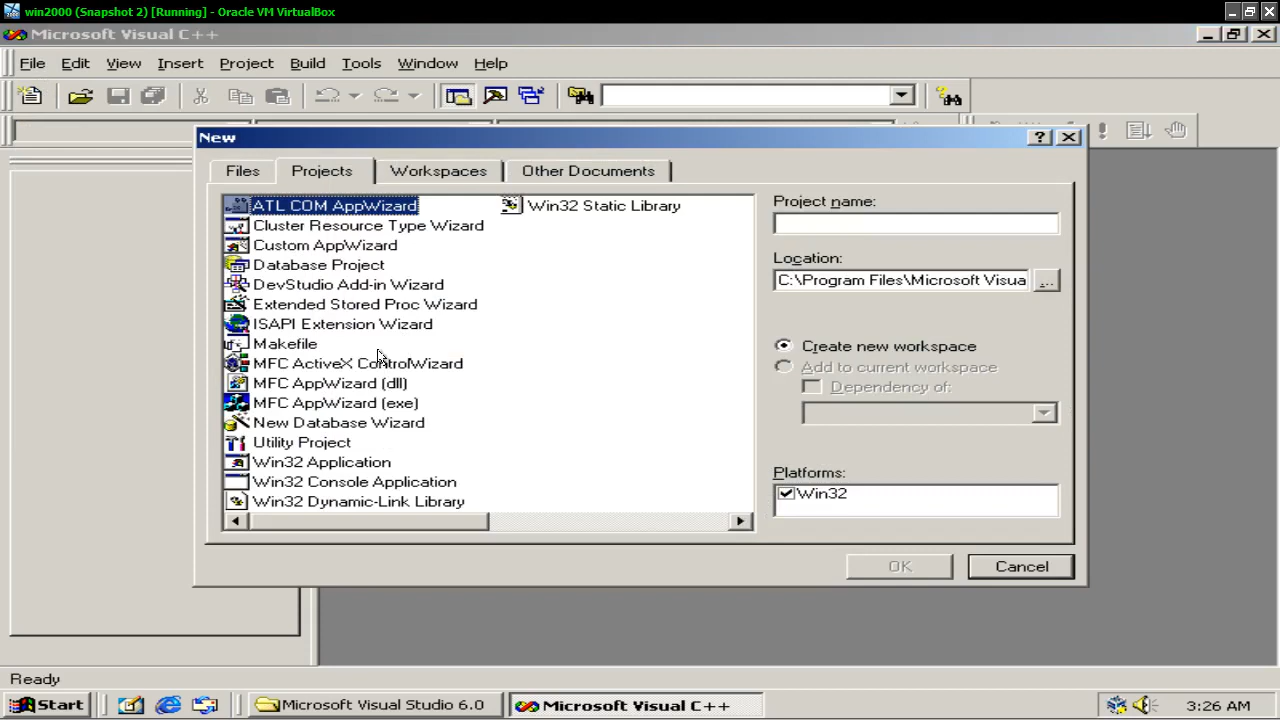 win2000 (Snapshot 2) [Running] - Oracle VM VirtualBox
Microsoft Visual C++
File Edit View Insert Project Build Tools Window Help
New
Files Projects Workspaces Other Documents
ATL COM AppWizard
Cluster Resource Type Wizard
Custom AppWizard
Database Project
DevStudio Add-in Wizard
Extended Stored Proc Wizard
ISAPI Extension Wizard
Makefile
MFC ActiveX ControlWizard
MFC AppWizard (dll)
MFC AppWizard (exe)
New Database Wizard
Utility Project
Win32 Application
Win32 Console Application
Win32 Dynamic-Link Library
Win32 Static Library
Project name:
Location:
C:\Program Files\Microsoft Visua
...
Create new workspace
Add to current workspace
Dependency of:
Platforms:
Win32
OK Cancel
Ready
Start Microsoft Visual Studio 6.0 Microsoft Visual C++ 3:26 AM